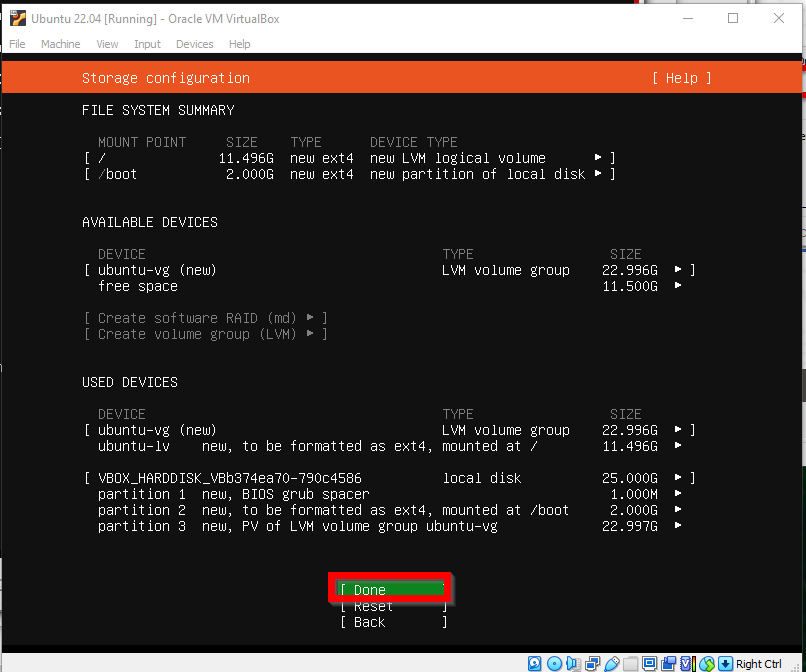 Ubuntu 22.04 [Running] - Oracle VM VirtualBox
File Machine View Input Devices Help
Storage configuration [ Help ]
FILE SYSTEM SUMMARY
MOUNT POINT SIZE TYPE DEVICE TYPE
[ / 11.496G new ext4 new LVM logical volume ▸ ]
[ /boot 2.000G new ext4 new partition of local disk ▸ ]
AVAILABLE DEVICES
DEVICE TYPE SIZE
[ ubuntu-vg (new) LVM volume group 22.996G ▸ ]
free space 11.500G ▸
[ Create software RAID (md) ▸ ]
[ Create volume group (LVM) ▸ ]
USED DEVICES
DEVICE TYPE SIZE
[ ubuntu-vg (new) LVM volume group 22.996G ▸ ]
ubuntu-lv new, to be formatted as ext4, mounted at / 11.496G ▸
[ VBOX_HARDDISK_VBb374ea70-790c4586 local disk 25.000G ▸ ]
partition 1 new, BIOS grub spacer 1.000M ▸
partition 2 new, to be formatted as ext4, mounted at /boot 2.000G ▸
partition 3 new, PV of LVM volume group ubuntu-vg 22.997G ▸
[ Done ]
[ Reset ]
[ Back ]
Right Ctrl